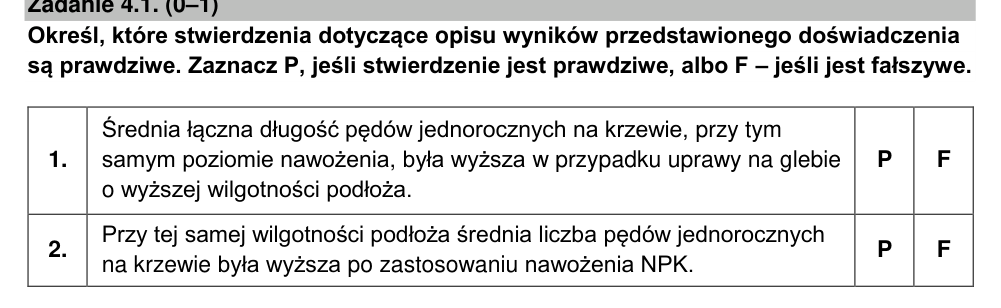 Zadanie 4.1. (0–1)
Określ, które stwierdzenia dotyczące opisu wyników przedstawionego doświadczenia
są prawdziwe. Zaznacz P, jeśli stwierdzenie jest prawdziwe, albo F – jeśli jest fałszywe.
1.
Średnia łączna długość pędów jednorocznych na krzewie, przy tym
samym poziomie nawożenia, była wyższa w przypadku uprawy na glebie
o wyższej wilgotności podłoża.
P
F
2.
Przy tej samej wilgotności podłoża średnia liczba pędów jednorocznych
na krzewie była wyższa po zastosowaniu nawożenia NPK.
P
F